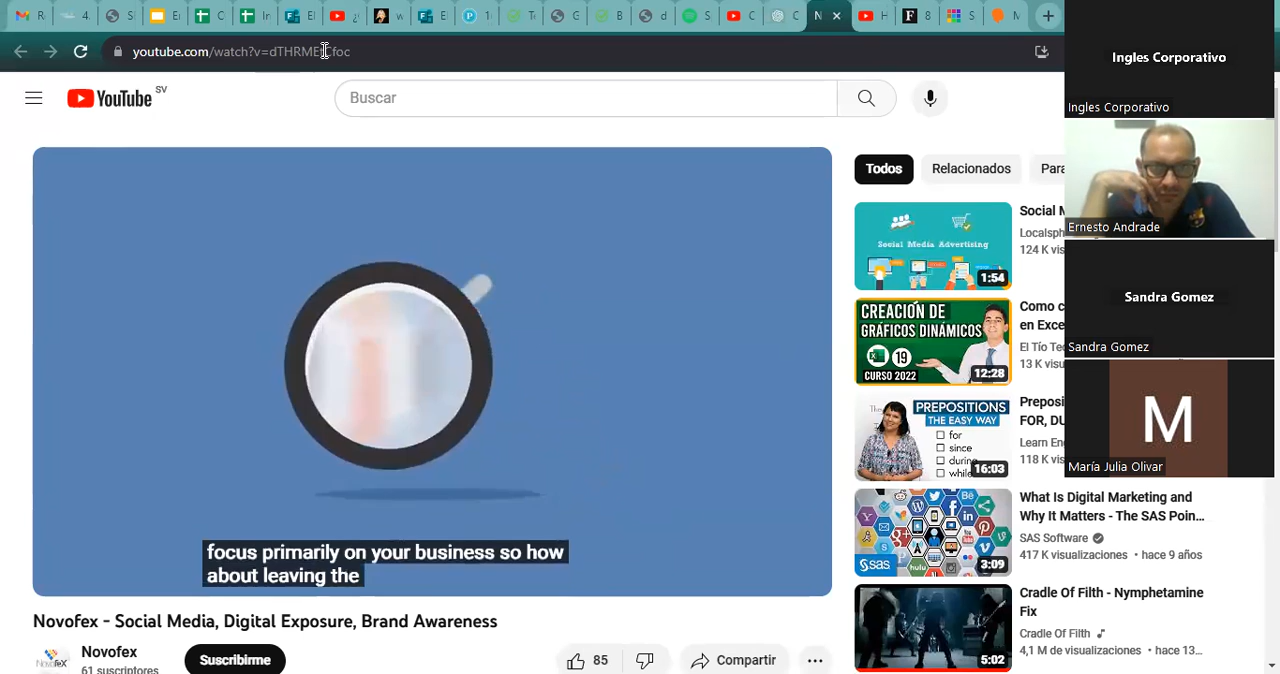 youtube.com/watch?v=dTHRME
foc
YouTube SV
Buscar
Ingles Corporativo
Ingles Corporativo
Ernesto Andrade
Sandra Gomez
Sandra Gomez
M
María Julia Olivar
focus primarily on your business so how
about leaving the
Novofex - Social Media, Digital Exposure, Brand Awareness
Novofex
61 suscriptores
Suscribirme
85
Compartir
Todos
Relacionados
Para
Social Media Advertising
1:54
Social M
Localsph
124 K vis
CREACIÓN DE
GRÁFICOS DINÁMICOS
19
CURSO 2022
12:28
Como c
en Exce
El Tío Te
13 K vis
PREPOSITIONS
THE EASY WAY
for
since
during
while
16:03
Preposi
FOR, DU
Learn En
118 K vis
sas
hulu
3:09
What Is Digital Marketing and
Why It Matters - The SAS Poin...
SAS Software
417 K visualizaciones • hace 9 años
5:02
Cradle Of Filth - Nymphetamine
Fix
Cradle Of Filth
4,1 M de visualizaciones • hace 13...